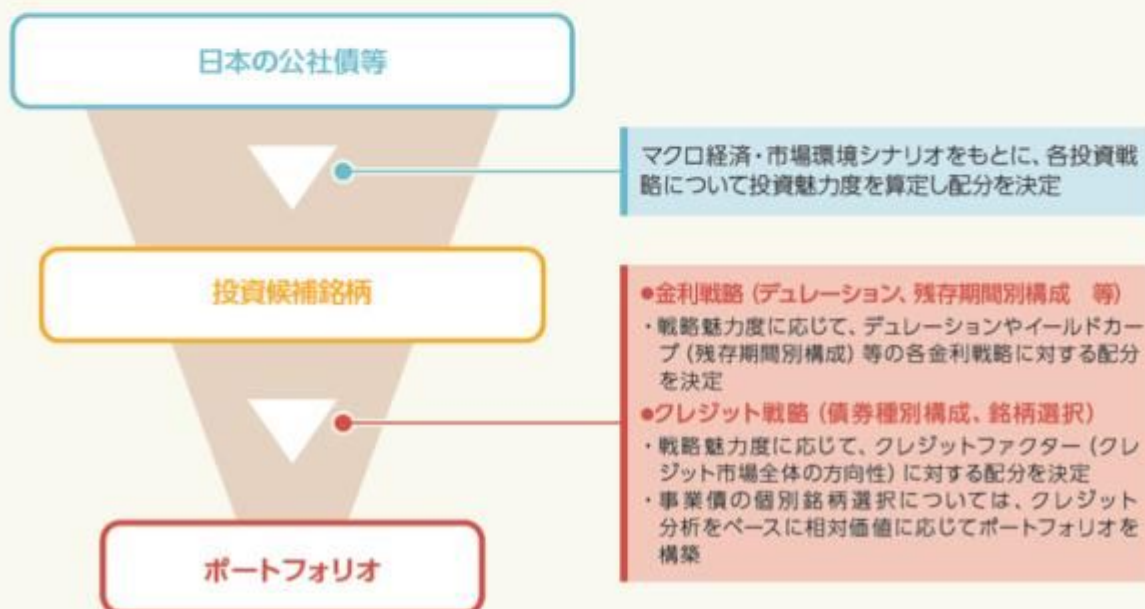 日本の公社債等
マクロ経済・市場環境シナリオをもとに、各投資戦
略について投資魅力度を算定し配分を決定
投資候補銘柄
●金利戦略 (デュレーション、残存期間別構成　等)
・戦略魅力度に応じて、デュレーションやイールドカー
ブ (残存期間別構成) 等の各金利戦略に対する配分
を決定
●クレジット戦略 (債券種別構成、銘柄選択)
・戦略魅力度に応じて、クレジットファクター (クレ
ジット市場全体の方向性) に対する配分を決定
・事業債の個別銘柄選択については、クレジット
分析をベースに相対価値に応じてポートフォリオを
構築
ポートフォリオ